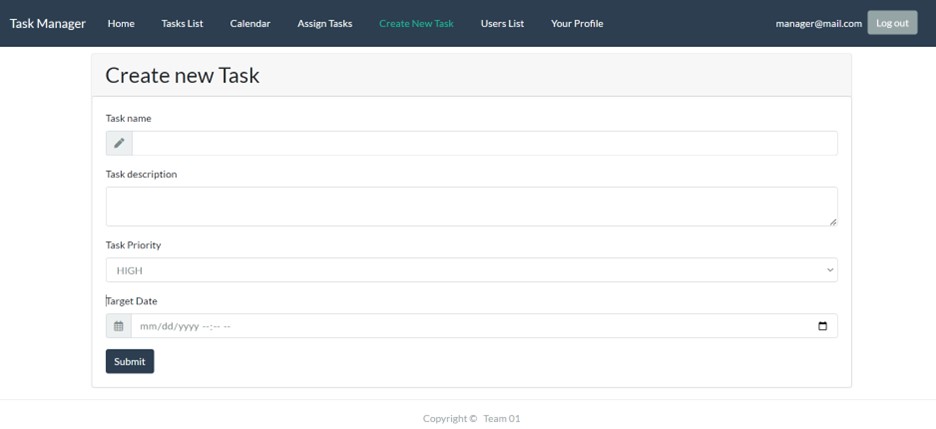 Task Manager Home Tasks List Calendar Assign Tasks Create New Task Users List Your Profile manager@mail.com Log out
Create new Task
Task name
Task description
Task Priority
HIGH
Target Date
mm/dd/yyyy --:-- --
Submit
Copyright © Team 01